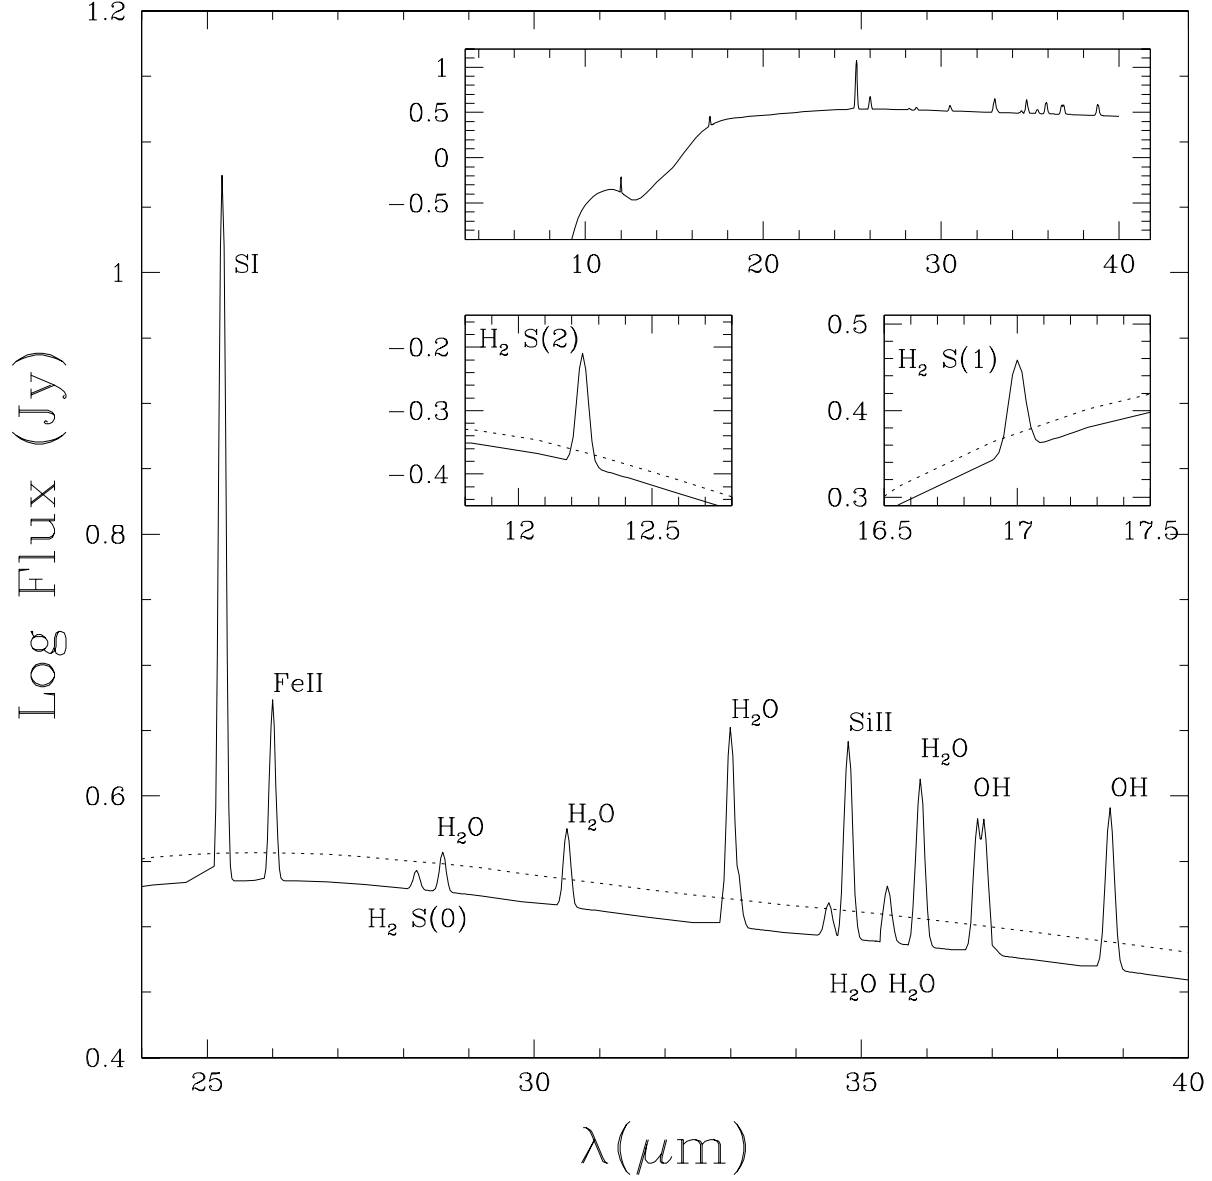 1.2
1
0.8
0.6
0.4
Log Flux (Jy)
1
0.5
0
−0.5
10 20 30 40
H2 S(2)
−0.2
−0.3
−0.4
12 12.5
H2 S(1)
0.5
0.4
0.3
16.5 17 17.5
SI
FeII
H2 S(0)
H2O
H2O
H2O
SiII
H2O
OH
OH
H2O H2O
25 30 35 40
λ(μm)